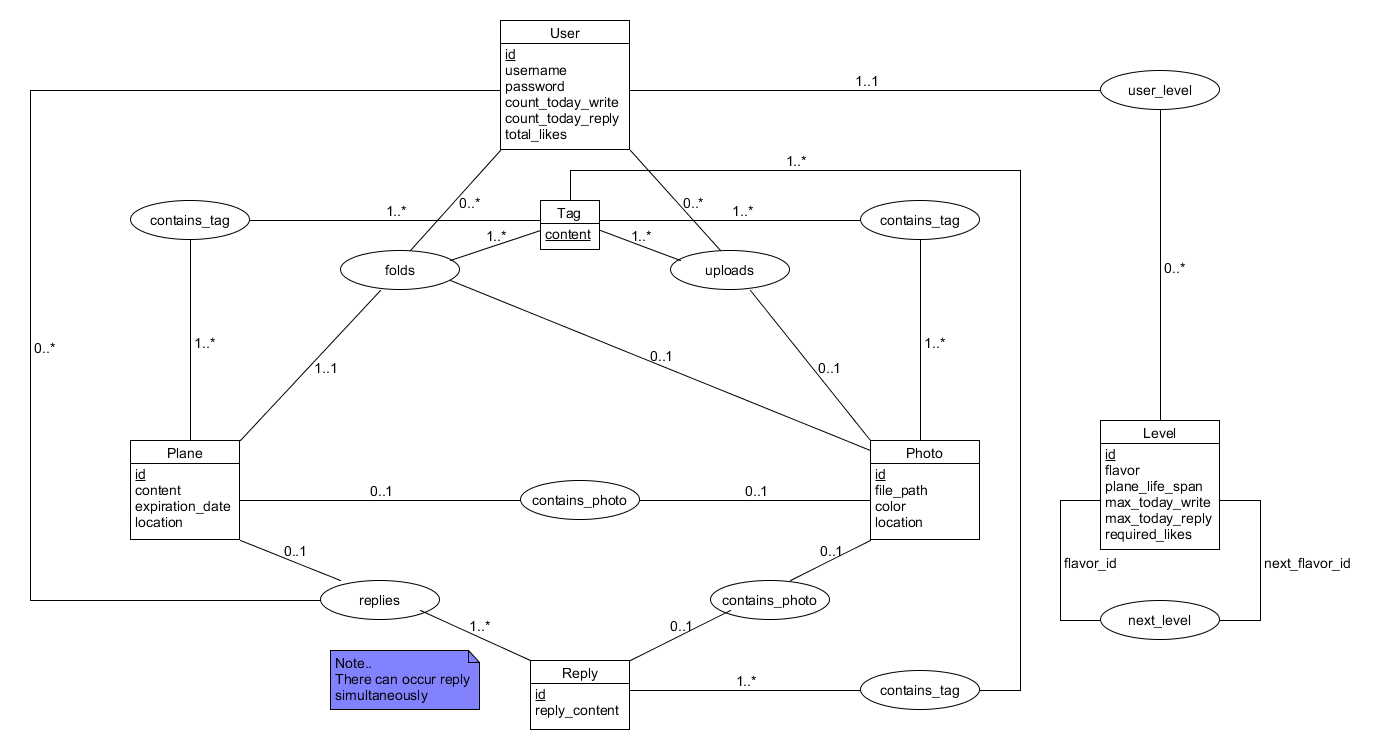 User
id
username
password
count_today_write
count_today_reply
total_likes
1..1
user_level
1..*
contains_tag
1..*
0..*
Tag
content
0..*
1..*
contains_tag
1..*
1..*
folds
uploads
0..*
0..*
1..*
1..*
1..1
0..1
0..1
Plane
id
content
expiration_date
location
Photo
id
file_path
color
location
Level
id
flavor
plane_life_span
max_today_write
max_today_reply
required_likes
0..1
contains_photo
0..1
0..1
0..1
flavor_id
next_flavor_id
replies
contains_photo
next_level
1..*
0..1
Note..
There can occur reply
simultaneously
Reply
id
reply_content
1..*
contains_tag